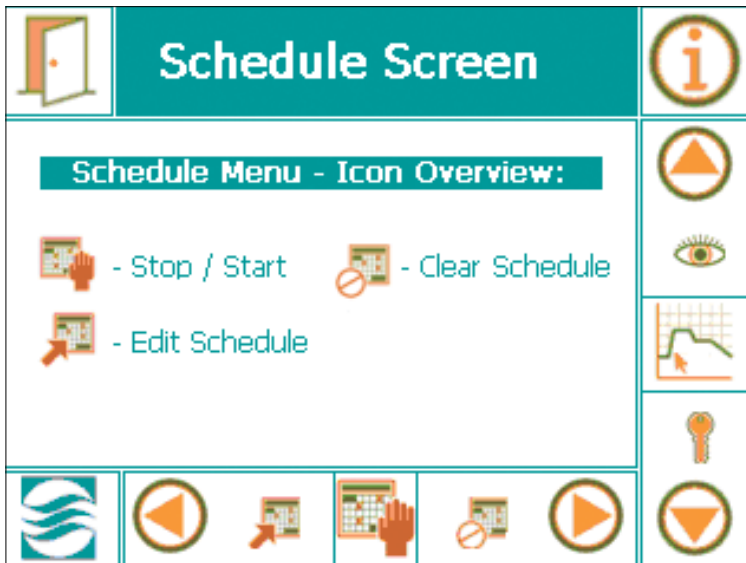 Schedule Screen
Schedule Menu - Icon Overview:
- Stop / Start - Clear Schedule
- Edit Schedule